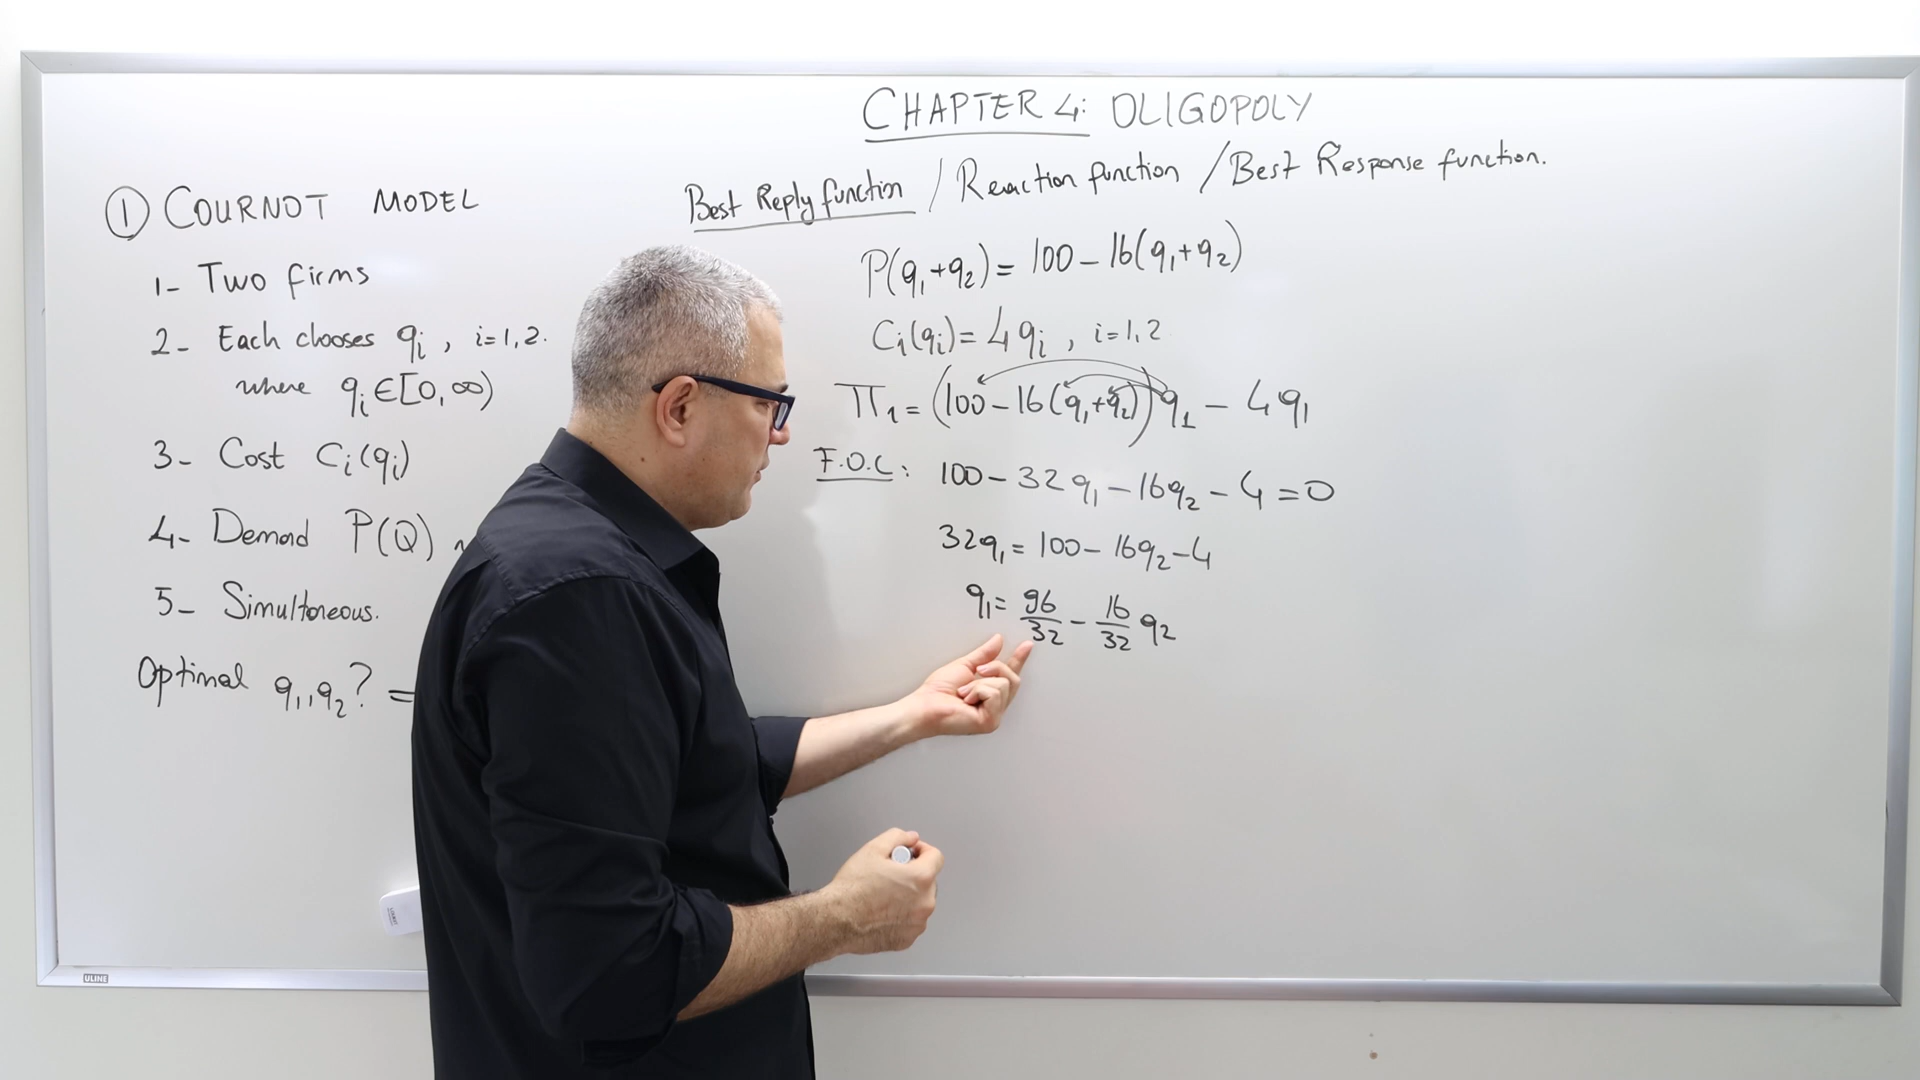 CHAPTER 4: OLIGOPOLY
① COURNOT MODEL
1- Two firms
2- Each chooses qᵢ, i=1,2.
where qᵢ∈[0,∞)
3- Cost Cᵢ(qᵢ)
4- Demand P(Q)
5- Simultaneous.
Optimal q₁,q₂? =
Best Reply function / Reaction function / Best Response function.
P(q₁+q₂)= 100-16(q₁+q₂)
Cᵢ(qᵢ)= 4qᵢ, i=1,2
Π₁=(100-16(q₁+q₂))q₁ - 4q₁
F.O.C: 100-32q₁-16q₂-4=0
32q₁=100-16q₂-4
q₁= 96/32 - 16/32 q₂
ULINE